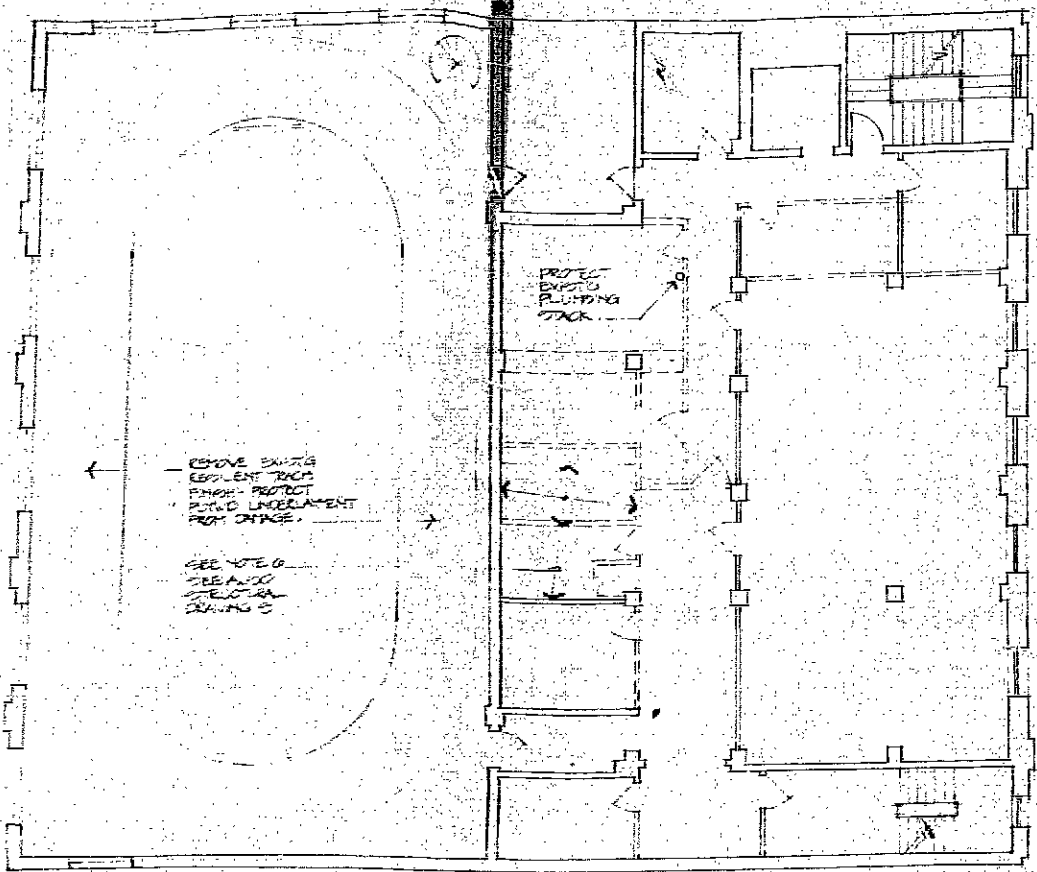 PROTECT
EXIST'G
PLUMBING
STACK
REMOVE EXIST'G
RESILIENT TRACK
FINISH - PROTECT
UNDERLAYMENT
FROM DAMAGE.
SEE NOTE 6
SEE ALSO
STRUCTURAL
DRAWINGS